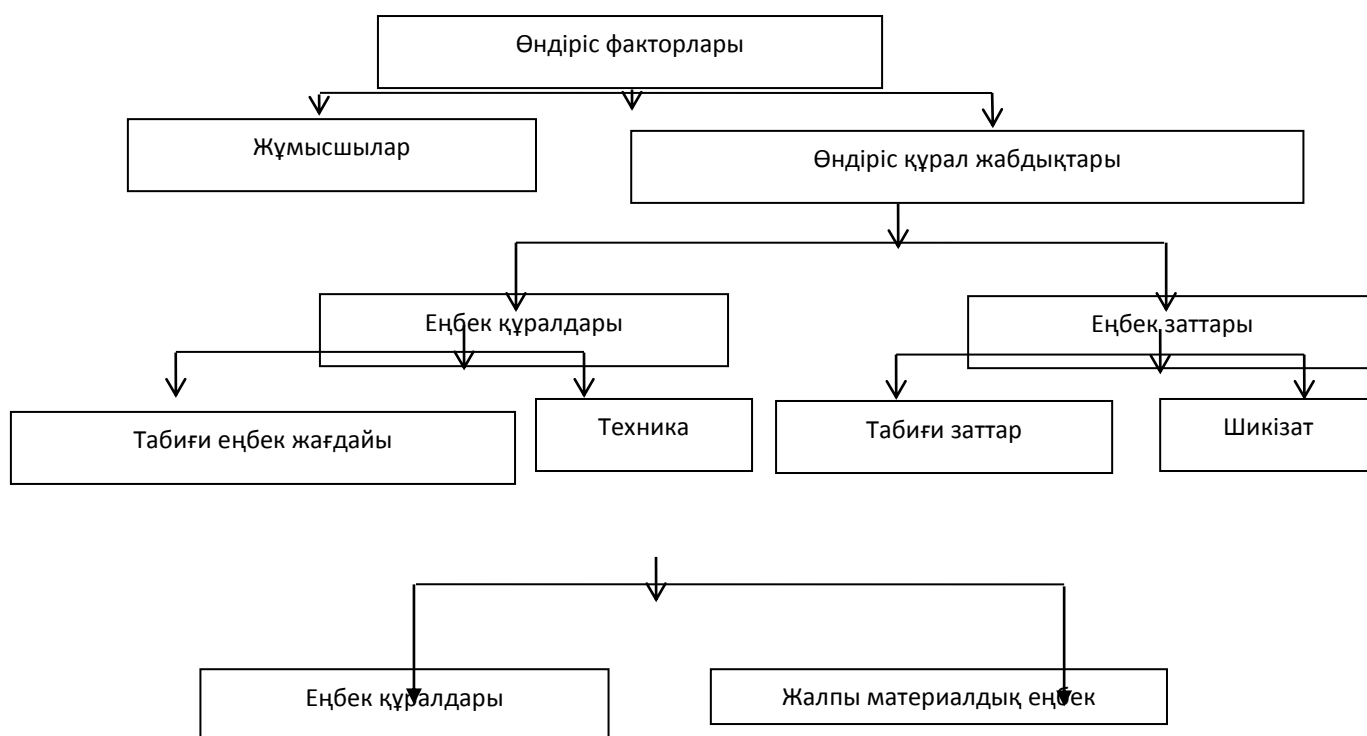 Өндіріс факторлары
Жұмысшылар
Өндіріс құрал жабдықтары
Еңбек құралдары
Еңбек заттары
Табиғи еңбек жағдайы
Техника
Табиғи заттар
Шикізат
Еңбек құралдары
Жалпы материалдық еңбек